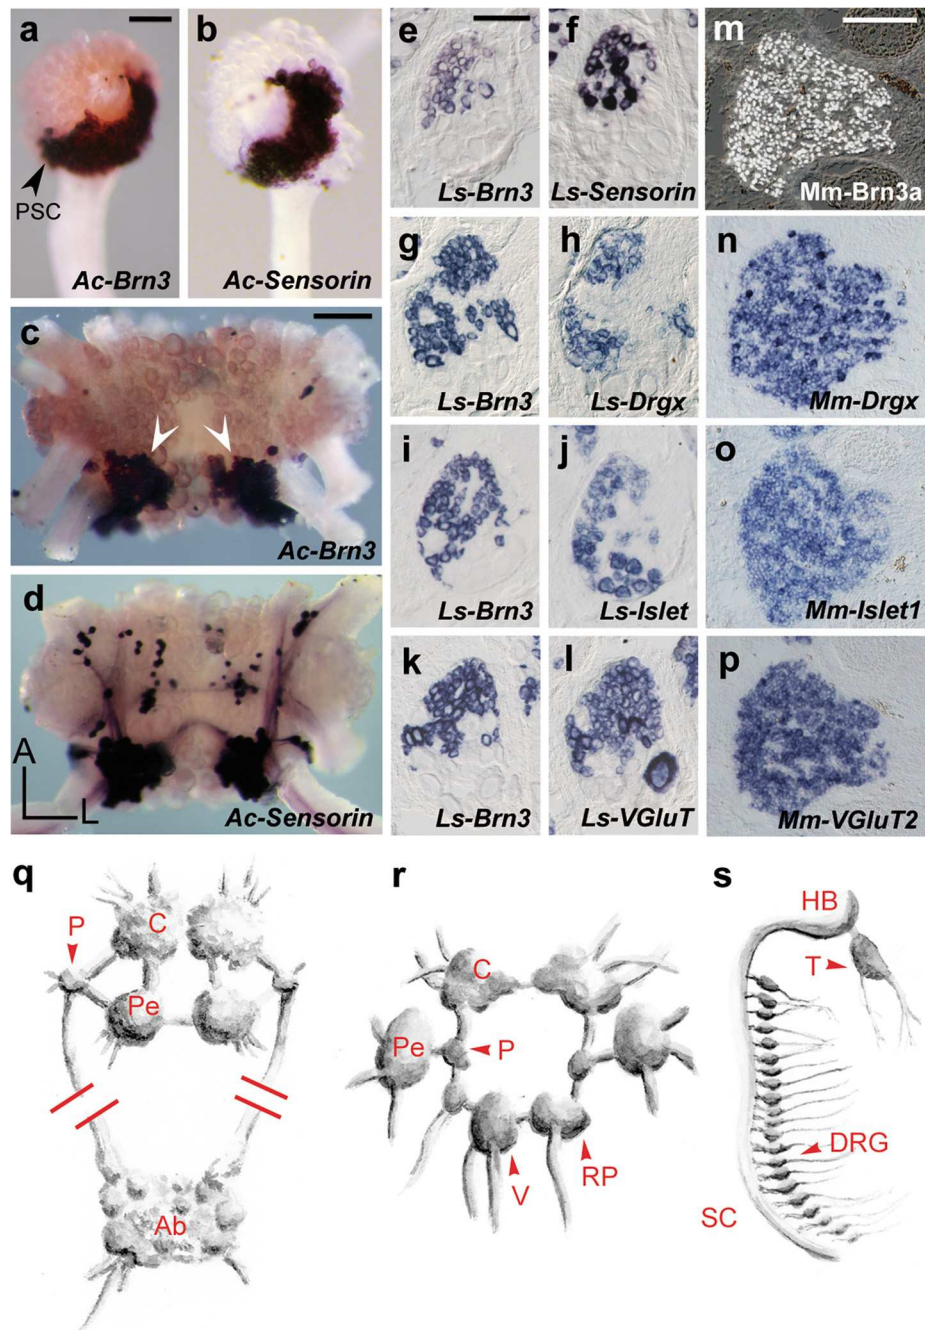 a
PSC
Ac-Brn3
b
Ac-Sensorin
c
Ac-Brn3
d
A
L
Ac-Sensorin
e
Ls-Brn3
f
Ls-Sensorin
g
Ls-Brn3
h
Ls-Drgx
i
Ls-Brn3
j
Ls-Islet
k
Ls-Brn3
l
Ls-VGluT
m
Mm-Brn3a
n
Mm-Drgx
o
Mm-Islet1
p
Mm-VGluT2
q
P
C
Pe
Ab
r
C
Pe
P
V
RP
s
HB
T
DRG
SC